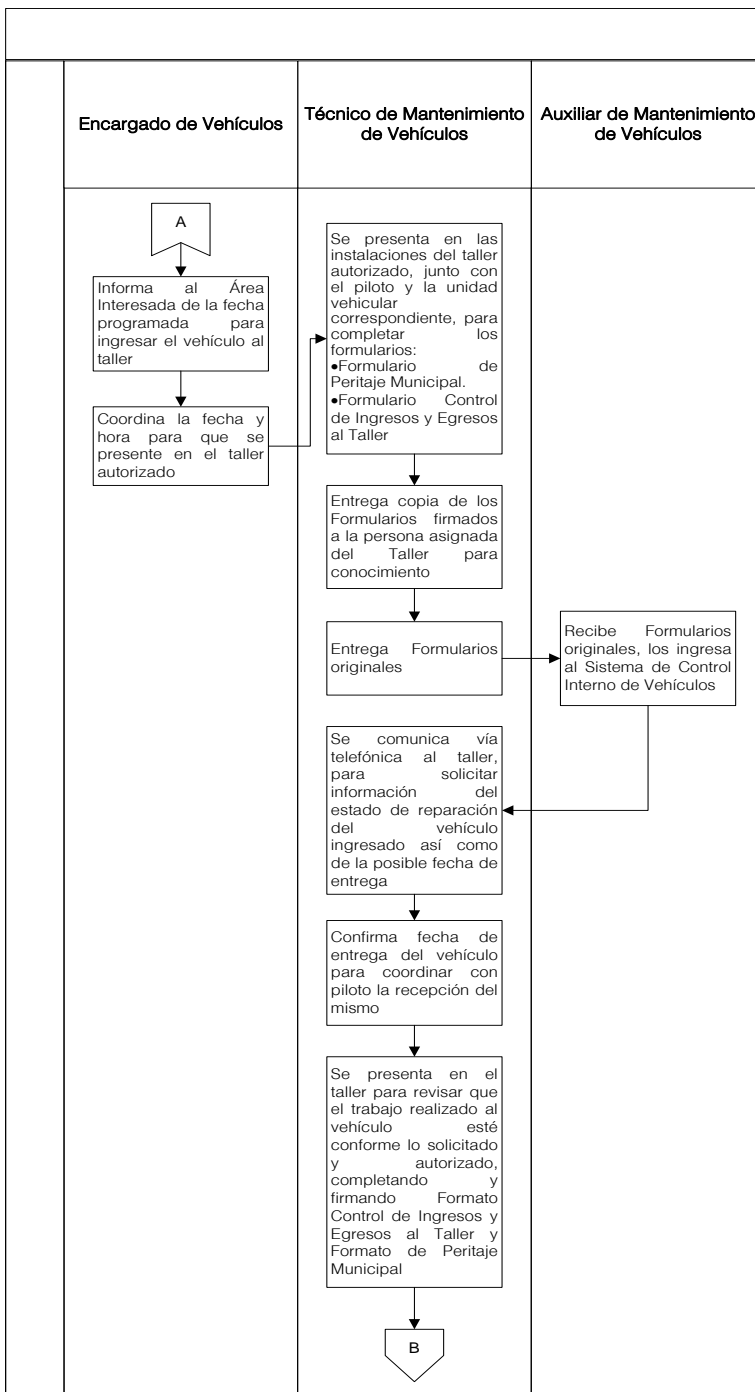 Encargado de Vehículos
Técnico de Mantenimiento
de Vehículos
Auxiliar de Mantenimiento
de Vehículos
A
Informa al Área
Interesada de la fecha
programada para
ingresar el vehículo al
taller
Coordina la fecha y
hora para que se
presente en el taller
autorizado
Se presenta en las
instalaciones del taller
autorizado, junto con
el piloto y la unidad
vehicular
correspondiente, para
completar los
formularios:
•Formulario de
Peritaje Municipal.
•Formulario Control
de Ingresos y Egresos
al Taller
Entrega copia de los
Formularios firmados
a la persona asignada
del Taller para
conocimiento
Entrega Formularios
originales
Recibe Formularios
originales, los ingresa
al Sistema de Control
Interno de Vehículos
Se comunica vía
telefónica al taller,
para solicitar
información del
estado de reparación
del vehículo
ingresado así como
de la posible fecha de
entrega
Confirma fecha de
entrega del vehículo
para coordinar con
piloto la recepción del
mismo
Se presenta en el
taller para revisar que
el trabajo realizado al
vehículo esté
conforme lo solicitado
y autorizado,
completando y
firmando Formato
Control de Ingresos y
Egresos al Taller y
Formato de Peritaje
Municipal
B